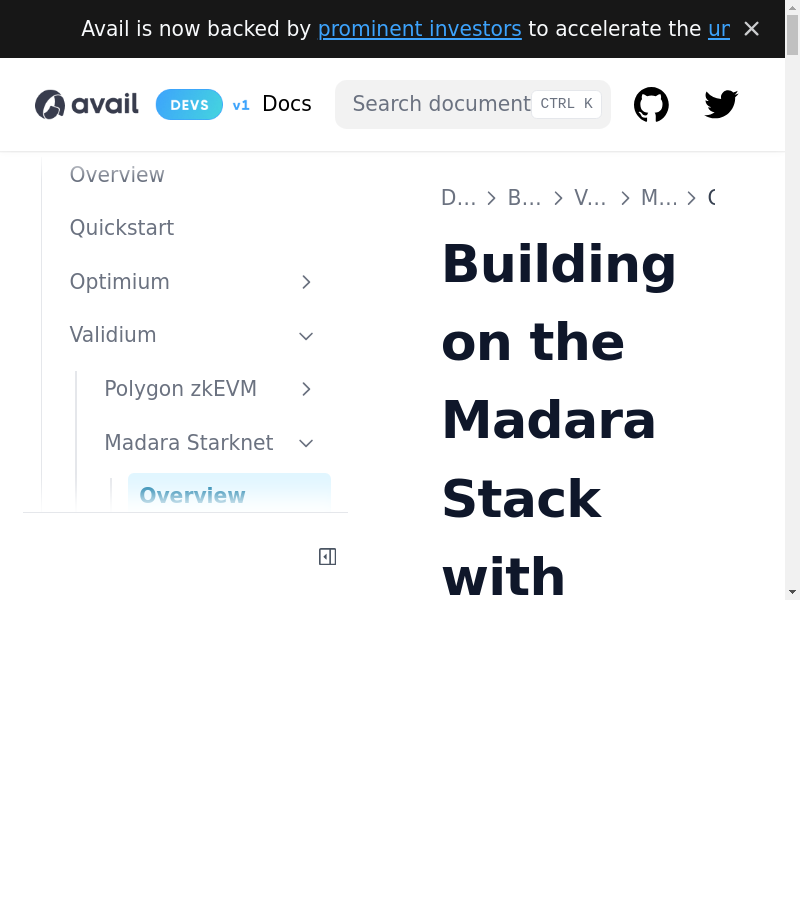 Avail is now backed by prominent investors to accelerate the ur
avail DEVS v1 Docs Search document CTRL K
Overview
Quickstart
Optimium
Validium
Polygon zkEVM
Madara Starknet
Overview
D… B… V… M…
Building
on the
Madara
Stack
with